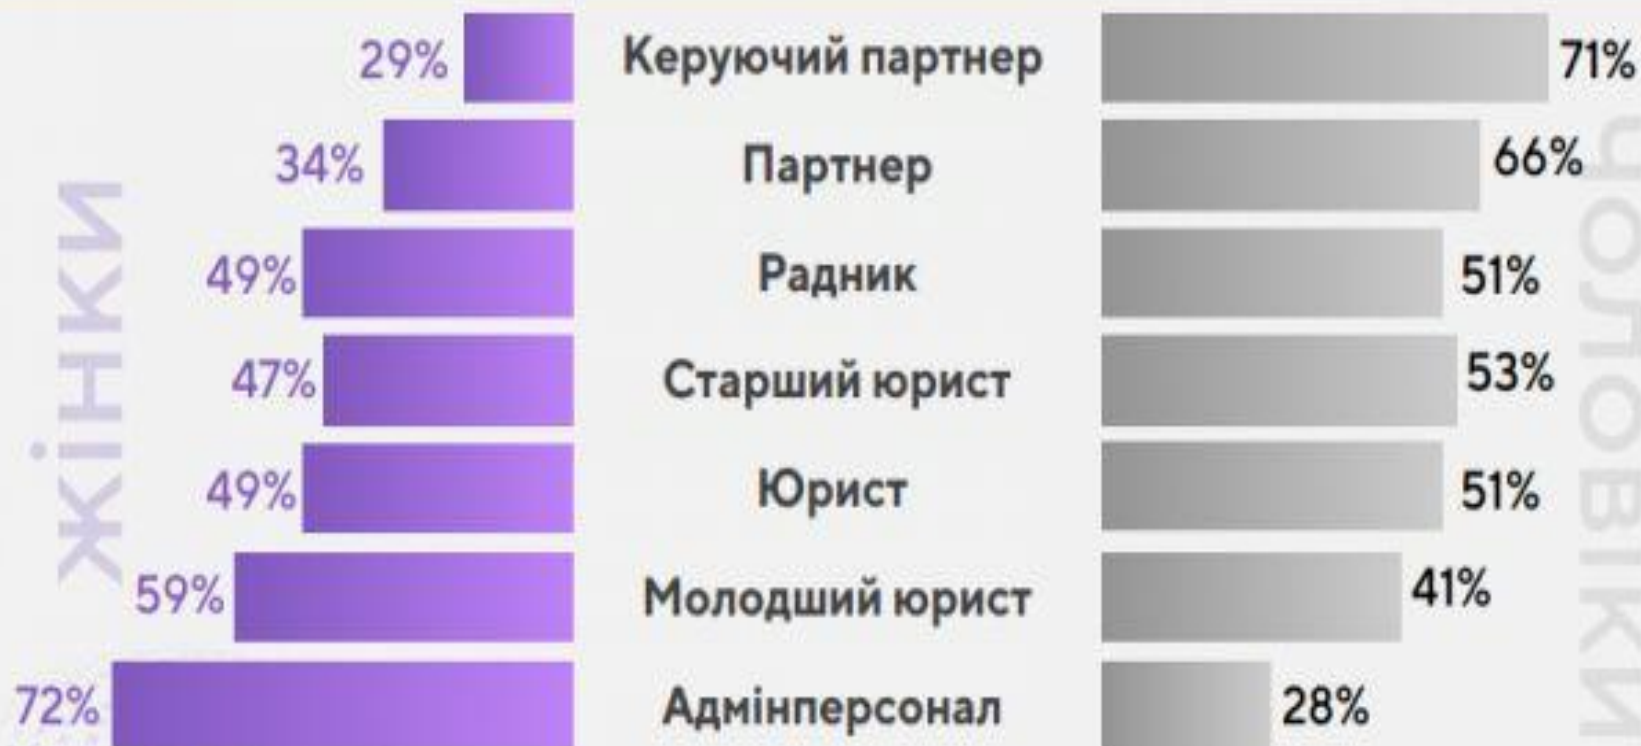 29% Керуючий партнер 71%
34% Партнер 66%
49% Радник 51%
47% Старший юрист 53%
49% Юрист 51%
59% Молодший юрист 41%
72% Адмінперсонал 28%
ЖІНКИ
ЧОЛОВІКИ